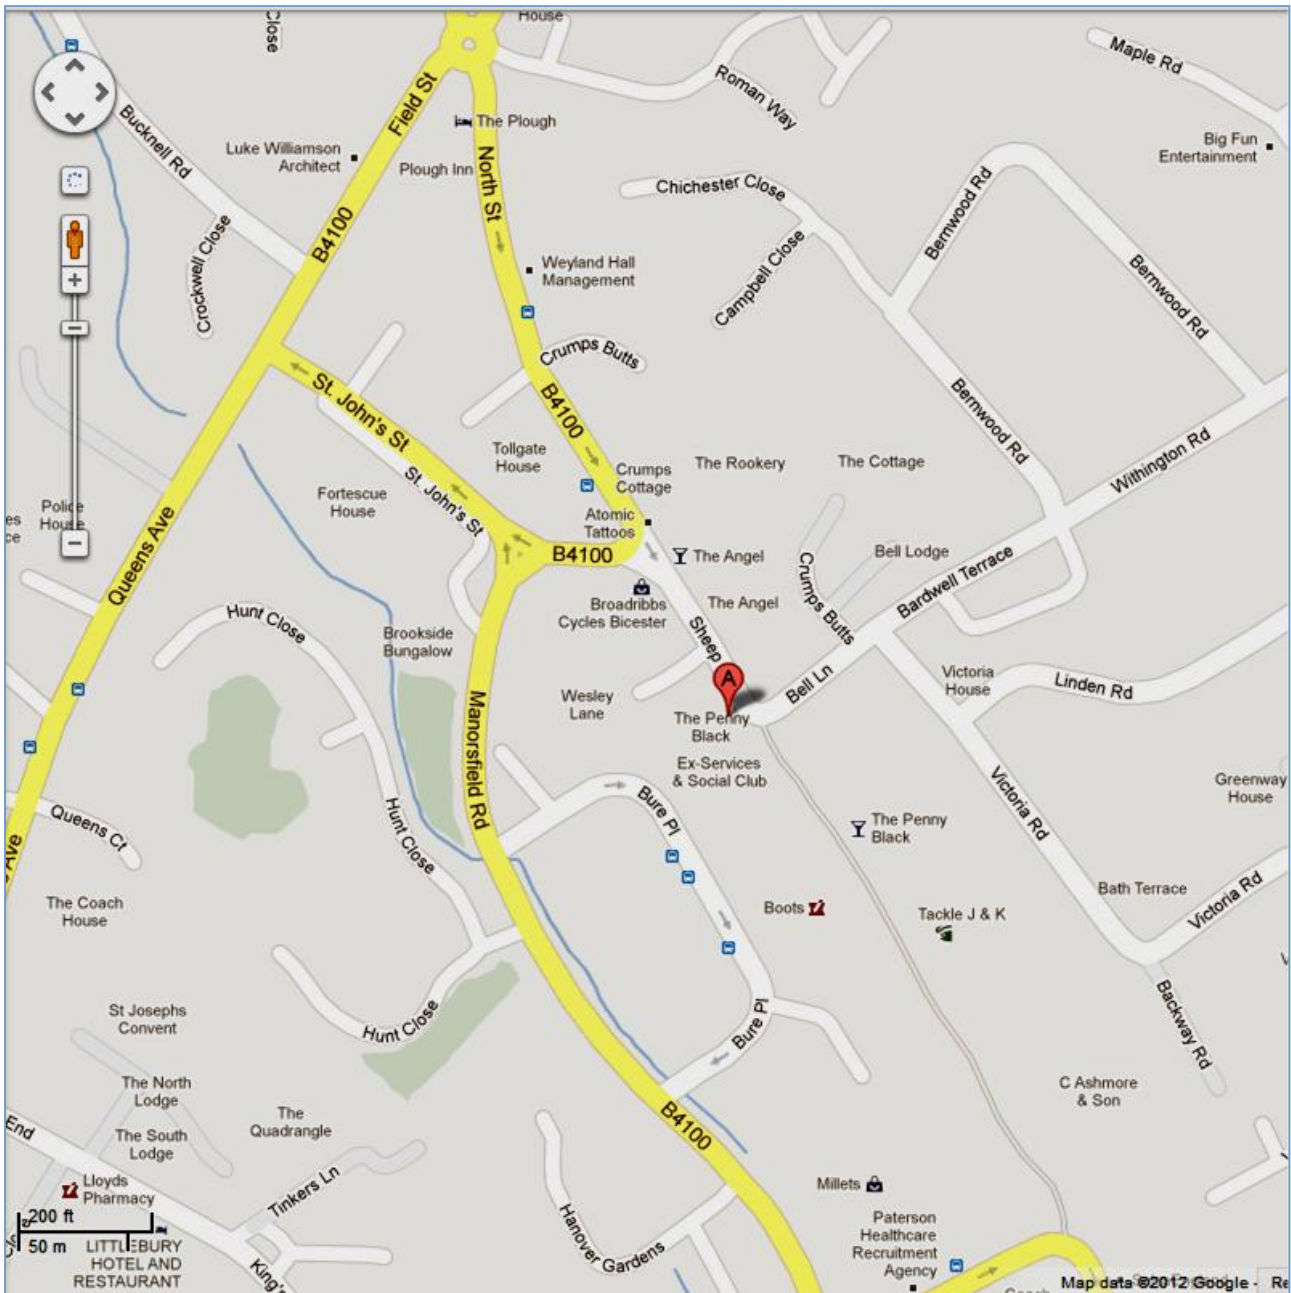 House
Close
Maple Rd
Roman Way
Field St
Bucknell Rd
The Plough
Luke Williamson
Architect
Plough Inn
Big Fun
Entertainment
North St
Chichester Close
Bernwood Rd
B4100
Crockwell Close
Campbell Close
Weyland Hall
Management
Bernwood Rd
Crumps Butts
St. John's St
B4100
Bernwood Rd
Tollgate
House
Crumps
Cottage
The Rookery
The Cottage
Withington Rd
Fortescue
House
St. John's St
Police
House
es
ce
Queens Ave
Atomic
Tattoos
B4100
The Angel
Bell Lodge
Bardwell Terrace
Crumps Butts
Broadribbs
Cycles Bicester
The Angel
Hunt Close
Brookside
Bungalow
Sheep
A
Bell Ln
Victoria
House
Linden Rd
Wesley
Lane
The Penny
Black
Manorsfield Rd
Ex-Services
& Social Club
Greenway
House
Bure Pl
Victoria Rd
Queens Ct
Hunt Close
The Penny
Black
Ave
The Coach
House
Boots
Tackle J & K
Bath Terrace
Victoria Rd
St Josephs
Convent
Hunt Close
Bure Pl
Backway Rd
The North
Lodge
The
Quadrangle
C Ashmore
& Son
End
The South
Lodge
B4100
Lloyds
Pharmacy
Tinkers Ln
Millets
200 ft
50 m
LITTLEBURY
HOTEL AND
RESTAURANT
King's
Hanover Gardens
Paterson
Healthcare
Recruitment
Agency
Map data ©2012 Google -
Re